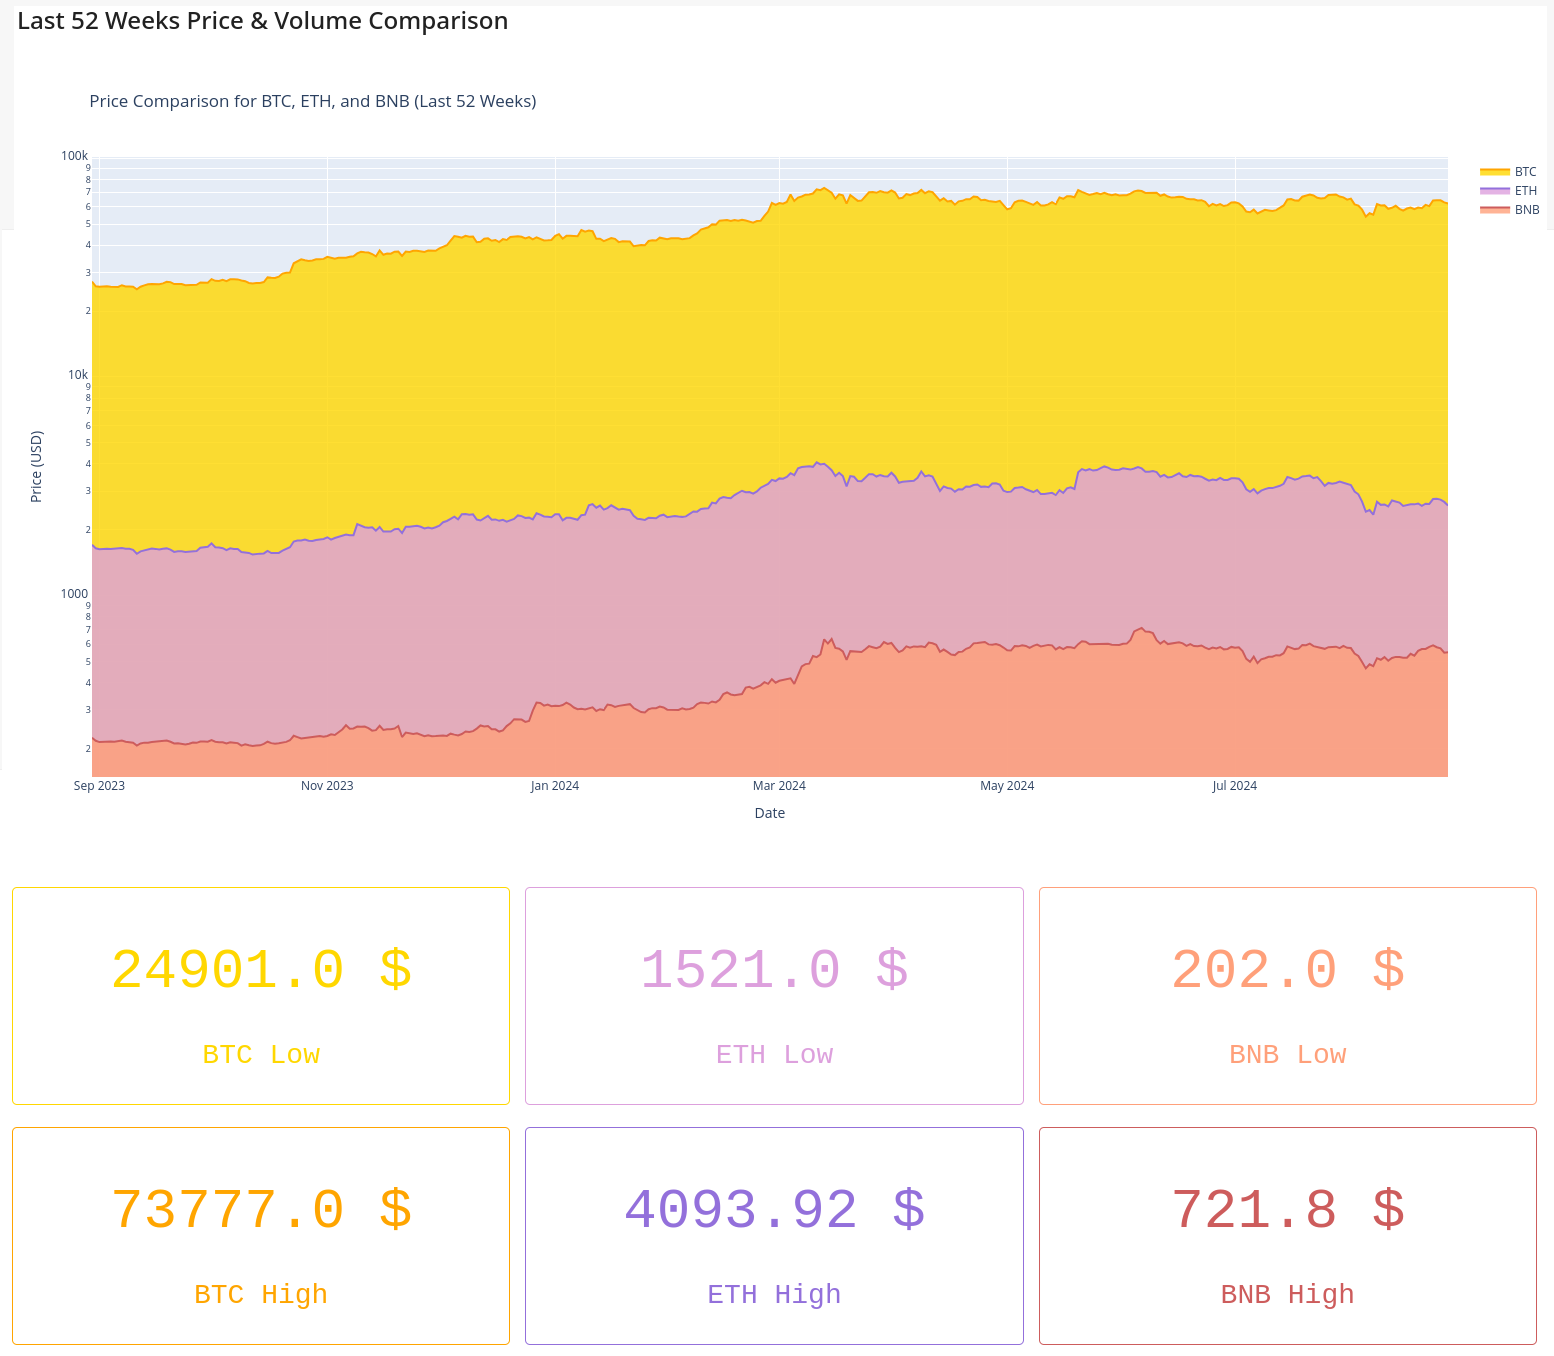 Last 52 Weeks Price & Volume Comparison
Price Comparison for BTC, ETH, and BNB (Last 52 Weeks)
100k
9
8
7
6
5
4
3
2
10k
9
8
7
6
5
4
3
2
1000
9
8
7
6
5
4
3
2
Price (USD)
BTC
ETH
BNB
Sep 2023 Nov 2023 Jan 2024 Mar 2024 May 2024 Jul 2024
Date
24901.0 $ 1521.0 $ 202.0 $
BTC Low ETH Low BNB Low
73777.0 $ 4093.92 $ 721.8 $
BTC High ETH High BNB High